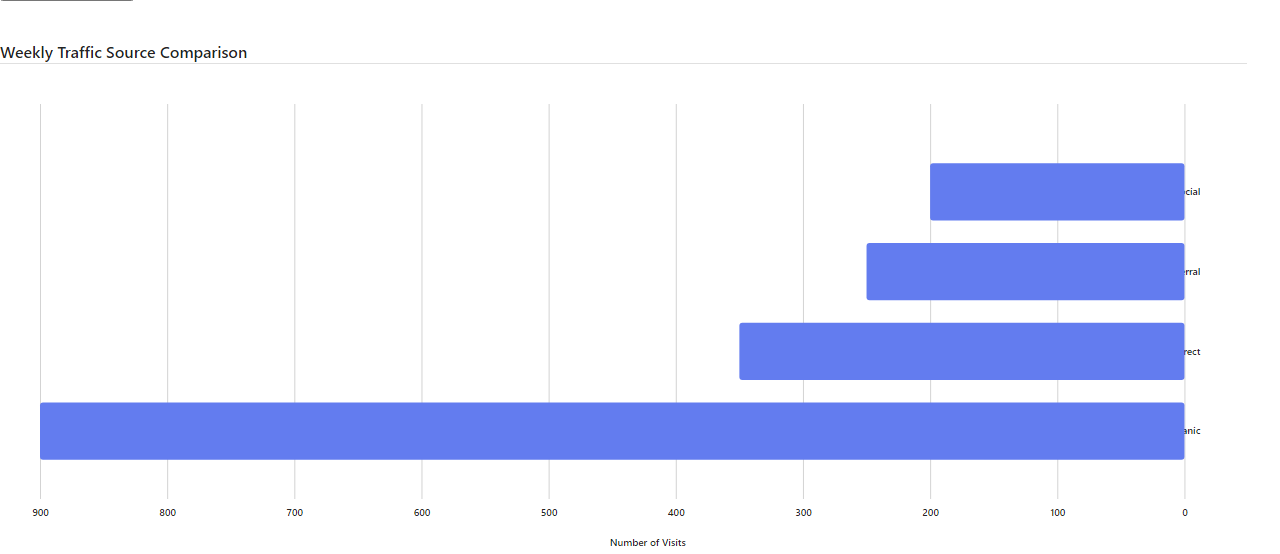 Weekly Traffic Source Comparison
cial
rral
rect
anic
900 800 700 600 500 400 300 200 100 0
Number of Visits